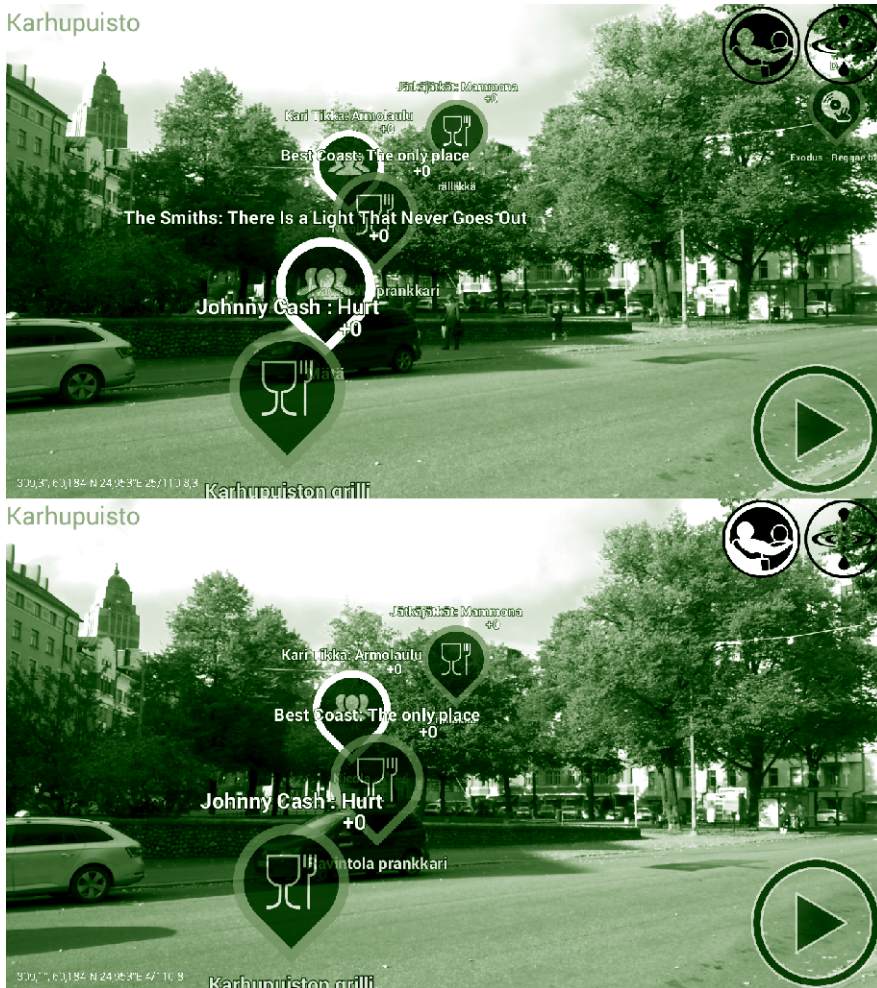 Karhupuisto
Jätkäjätkät: Mammona
+0
Kari Tikka: Armolaulu
+0
Best Coast: The only place
+0
Exodus - Reggae
The Smiths: There Is a Light That Never Goes Out
+0
prankkari
Johnny Cash : Hurt
+0
Karhupuiston grilli
Karhupuisto
Jätkäjätkät: Mammona
+0
Kari Tikka: Armolaulu
+0
Best Coast: The only place
+0
Johnny Cash : Hurt
+0
Ravintola prankkari
Karhupuiston grilli